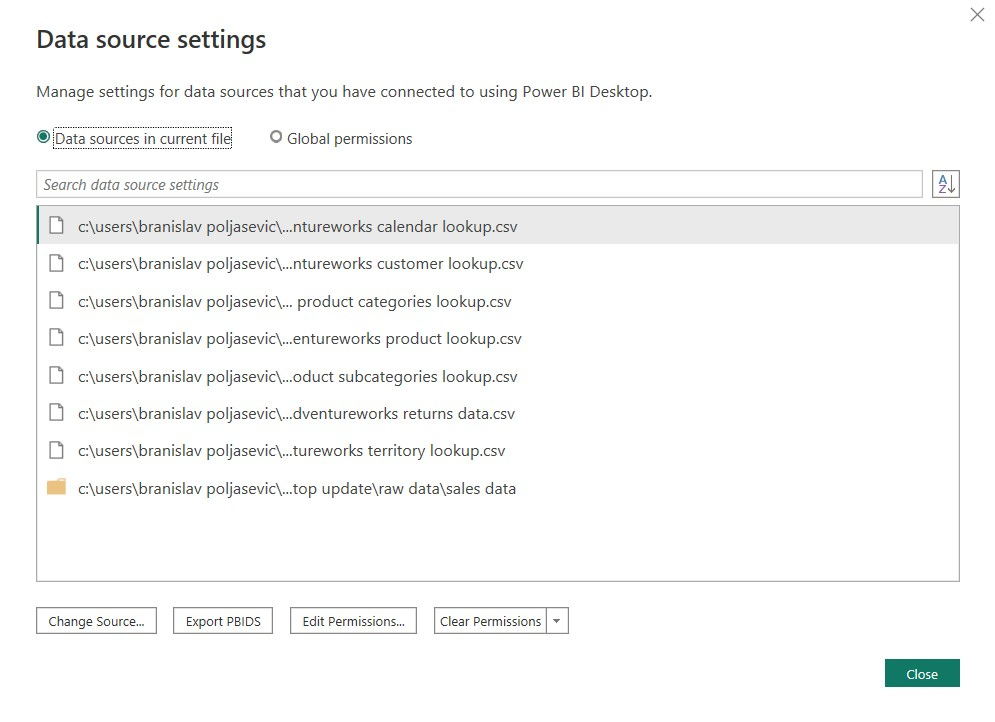 Data source settings
Manage settings for data sources that you have connected to using Power BI Desktop.
Data sources in current file
Global permissions
Search data source settings
A
Z
c:\users\branislav poljasevic\...ntureworks calendar lookup.csv
c:\users\branislav poljasevic\...ntureworks customer lookup.csv
c:\users\branislav poljasevic\... product categories lookup.csv
c:\users\branislav poljasevic\...entureworks product lookup.csv
c:\users\branislav poljasevic\...oduct subcategories lookup.csv
c:\users\branislav poljasevic\...dventureworks returns data.csv
c:\users\branislav poljasevic\...tureworks territory lookup.csv
c:\users\branislav poljasevic\...top update\raw data\sales data
Change Source...
Export PBIDS
Edit Permissions...
Clear Permissions
Close